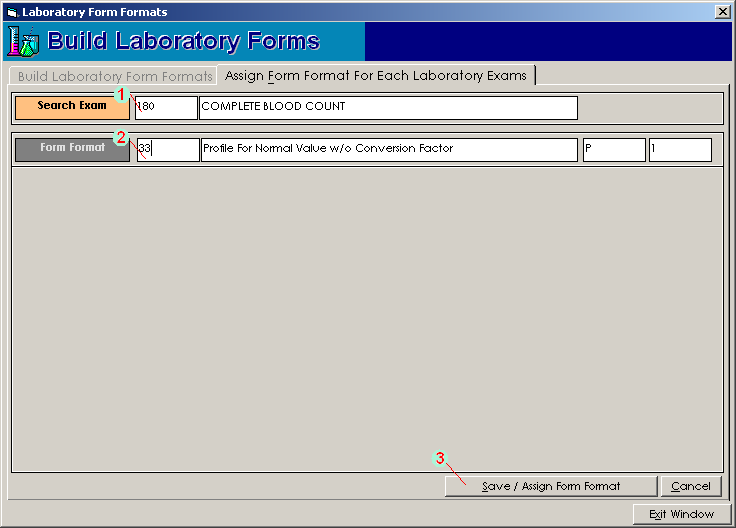 Laboratory Form Formats
Build Laboratory Forms
Build Laboratory Form Formats Assign Form Format For Each Laboratory Exams
1
Search Exam 180 COMPLETE BLOOD COUNT
2
Form Format 33 Profile For Normal Value w/o Conversion Factor P 1
3
Save / Assign Form Format Cancel
Exit Window